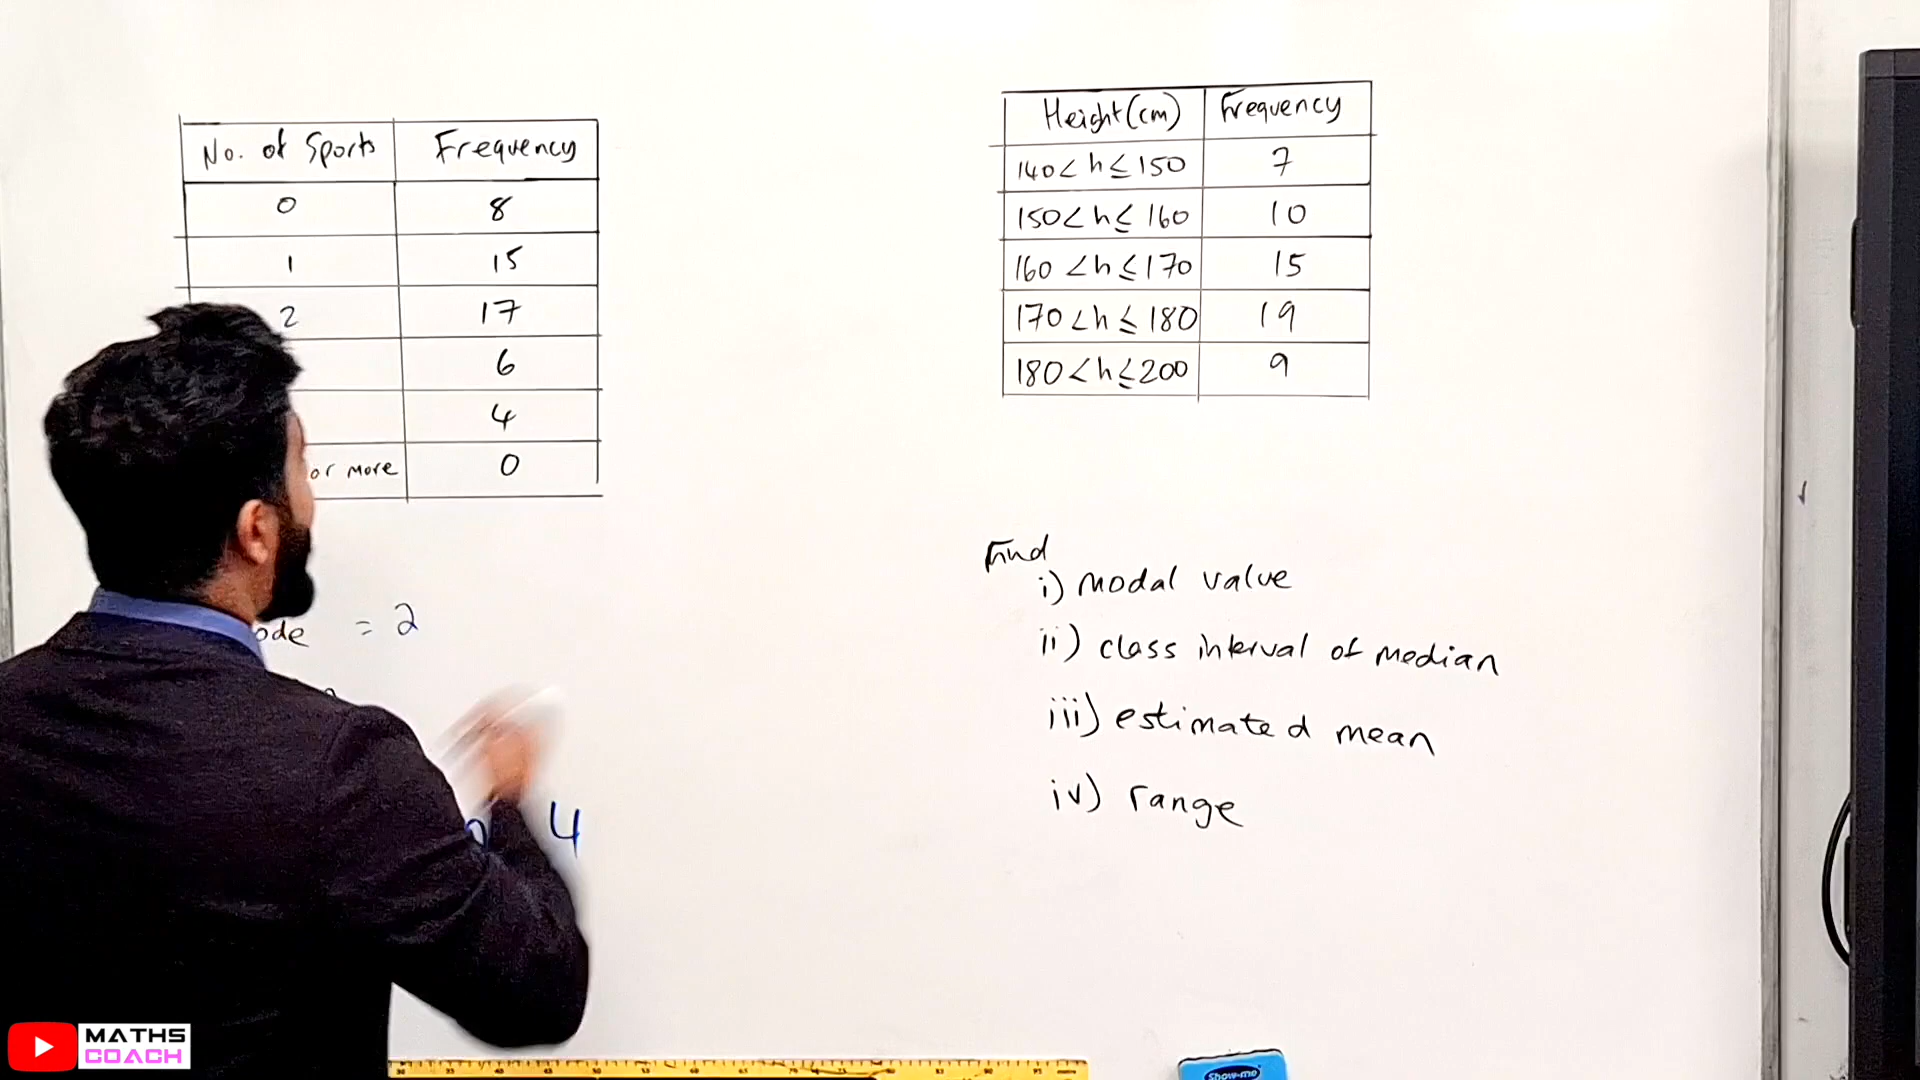 No. of Sports Frequency
0 8
1 15
2 17
6
4
or more 0
ode = 2
4
Height(cm) Frequency
140 < h ≤ 150 7
150 < h ≤ 160 10
160 < h ≤ 170 15
170 < h ≤ 180 19
180 < h ≤ 200 9
Find
i) modal value
ii) class interval of median
iii) estimated mean
iv) range
MATHS
COACH
Show-me